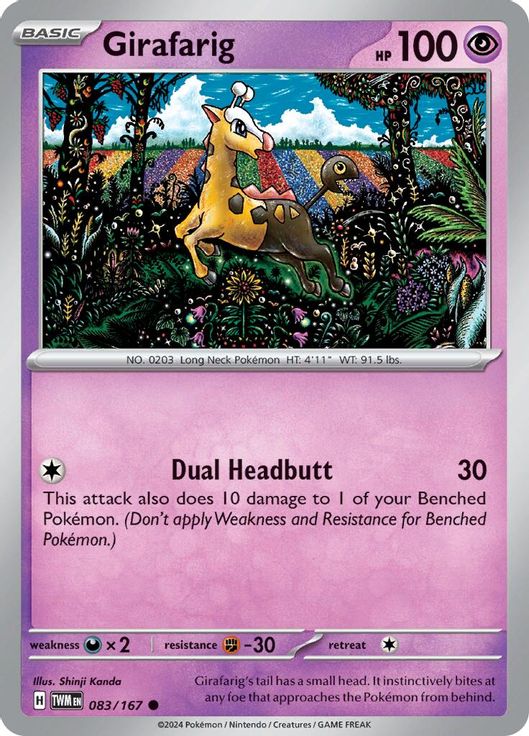 BASIC
Girafarig
HP 100
NO. 0203 Long Neck Pokémon HT: 4'11" WT: 91.5 lbs.
Dual Headbutt 30
This attack also does 10 damage to 1 of your Benched
Pokémon. (Don't apply Weakness and Resistance for Benched
Pokémon.)
weakness ×2 resistance -30 retreat
Illus. Shinji Kanda
Girafarig's tail has a small head. It instinctively bites at
any foe that approaches the Pokémon from behind.
H TWM EN 083/167
©2024 Pokémon / Nintendo / Creatures / GAME FREAK